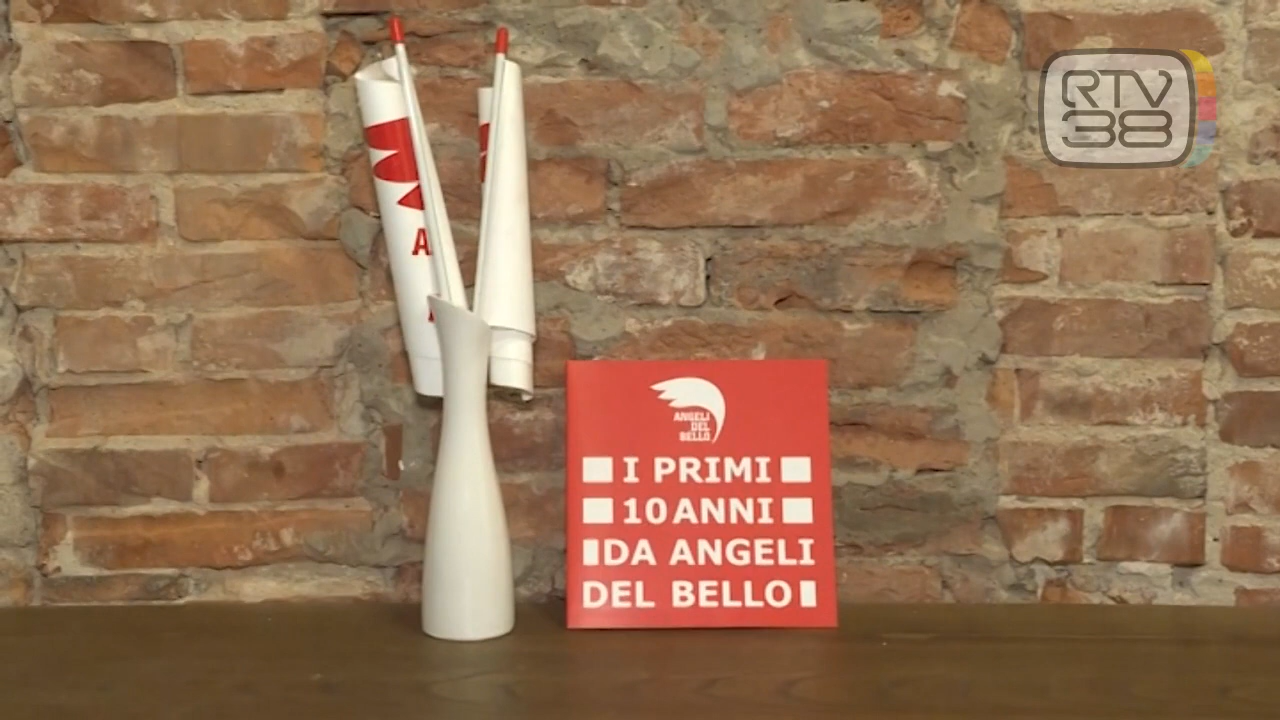 RTV
38
A
ANGELI
DEL
BELLO
I PRIMI
10 ANNI
DA ANGELI
DEL BELLO